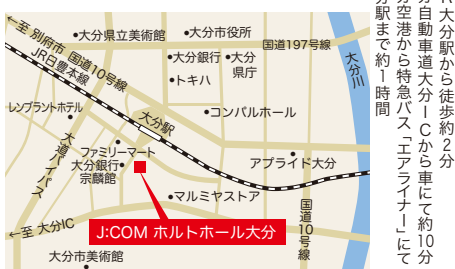 R大分駅から徒歩約2分
分自動車道大分ICから車にて約10分
分空港から特急バス「エアライナー」にて
分駅まで約1時間
←至 別府市
国道10号線
JR日豊本線
●大分県立美術館
●大分市役所
国道197号線
●大分銀行
●大分県庁
●トキハ
大分川
レンブラントホテル
大分駅
●コンパルホール
大道バイパス
ファミリーマート
大分銀行●
宗麟館
アプライド大分
●マルミヤストア
国道10号線
←至 大分IC
J:COM ホルトホール大分
大分市美術館